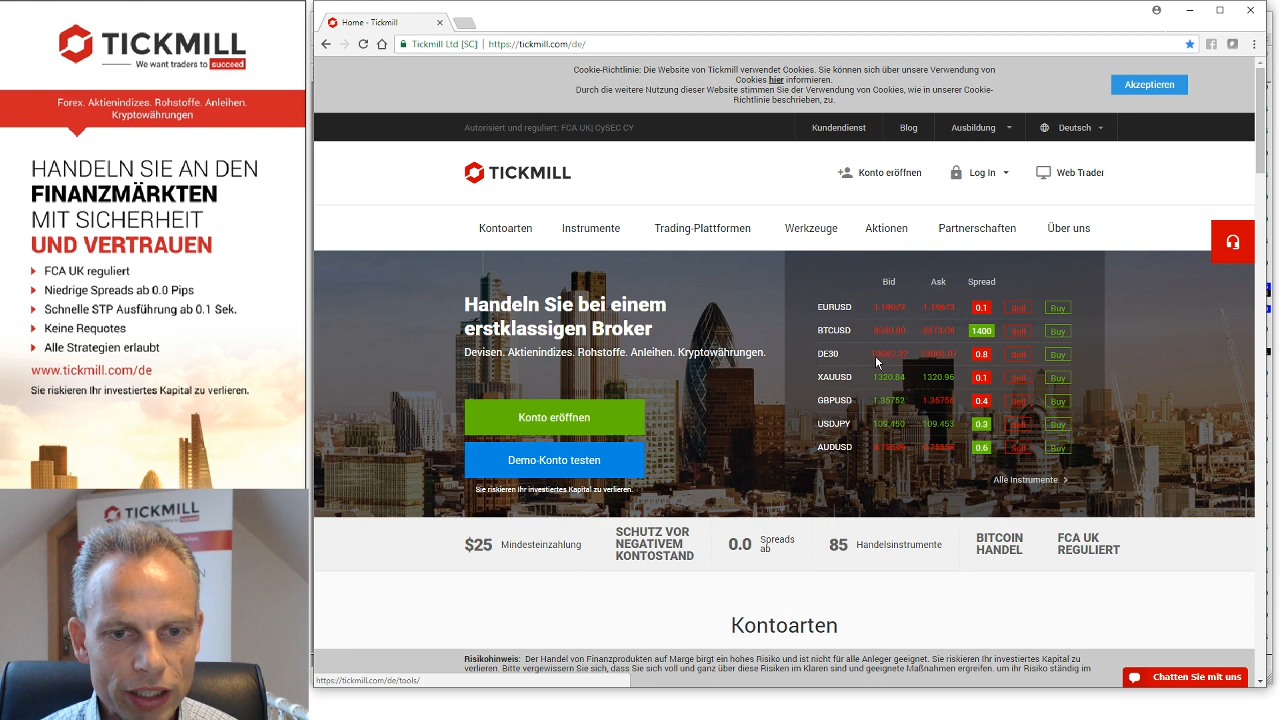 TICKMILL
We want traders to succeed
Forex. Aktienindizes. Rohstoffe. Anleihen.
Kryptowährungen
HANDELN SIE AN DEN
FINANZMÄRKTEN
MIT SICHERHEIT
UND VERTRAUEN
FCA UK reguliert
Niedrige Spreads ab 0.0 Pips
Schnelle STP Ausführung ab 0.1 Sek.
Keine Requotes
Alle Strategien erlaubt
www.tickmill.com/de
Sie riskieren Ihr investiertes Kapital zu verlieren.
TICKMILL
Home - Tickmill
Tickmill Ltd [SC] https://tickmill.com/de/
Cookie-Richtlinie: Die Website von Tickmill verwendet Cookies. Sie können sich über unsere Verwendung von
Cookies hier informieren.
Durch die weitere Nutzung dieser Website stimmen Sie der Verwendung von Cookies, wie in unserer Cookie-
Richtlinie beschrieben, zu.
Akzeptieren
Autorisiert und reguliert: FCA UK| CySEC CY
Kundendienst Blog Ausbildung Deutsch
TICKMILL
Konto eröffnen Log In Web Trader
Kontoarten Instrumente Trading-Plattformen Werkzeuge Aktionen Partnerschaften Über uns
Handeln Sie bei einem
erstklassigen Broker
Devisen. Aktienindizes. Rohstoffe. Anleihen. Kryptowährungen.
Konto eröffnen
Demo-Konto testen
Sie riskieren Ihr investiertes Kapital zu verlieren.
Bid Ask Spread
EURUSD 0.1 Sell Buy
BTCUSD 1400 Sell Buy
DE30 0.8 Sell Buy
XAUUSD 1320.84 1320.96 0.1 Sell Buy
GBPUSD 1.35752 1.35756 0.4 Sell Buy
USDJPY 109.450 109.453 0.3 Sell Buy
AUDUSD 0.6 Sell Buy
Alle Instrumente
$25 Mindesteinzahlung
SCHUTZ VOR
NEGATIVEM
KONTOSTAND
0.0 Spreads
ab
85 Handelsinstrumente
BITCOIN
HANDEL
FCA UK
REGULIERT
Kontoarten
Risikohinweis: Der Handel von Finanzprodukten auf Marge birgt ein hohes Risiko und ist nicht für alle Anleger geeignet. Sie riskieren Ihr investiertes Kapital zu
verlieren. Bitte vergewissern Sie sich, dass Sie sich voll und ganz über diese Risiken im Klaren sind und geeignete Maßnahmen ergreifen, um ihr Risiko ständig im
https://tickmill.com/de/tools/
Chatten Sie mit uns